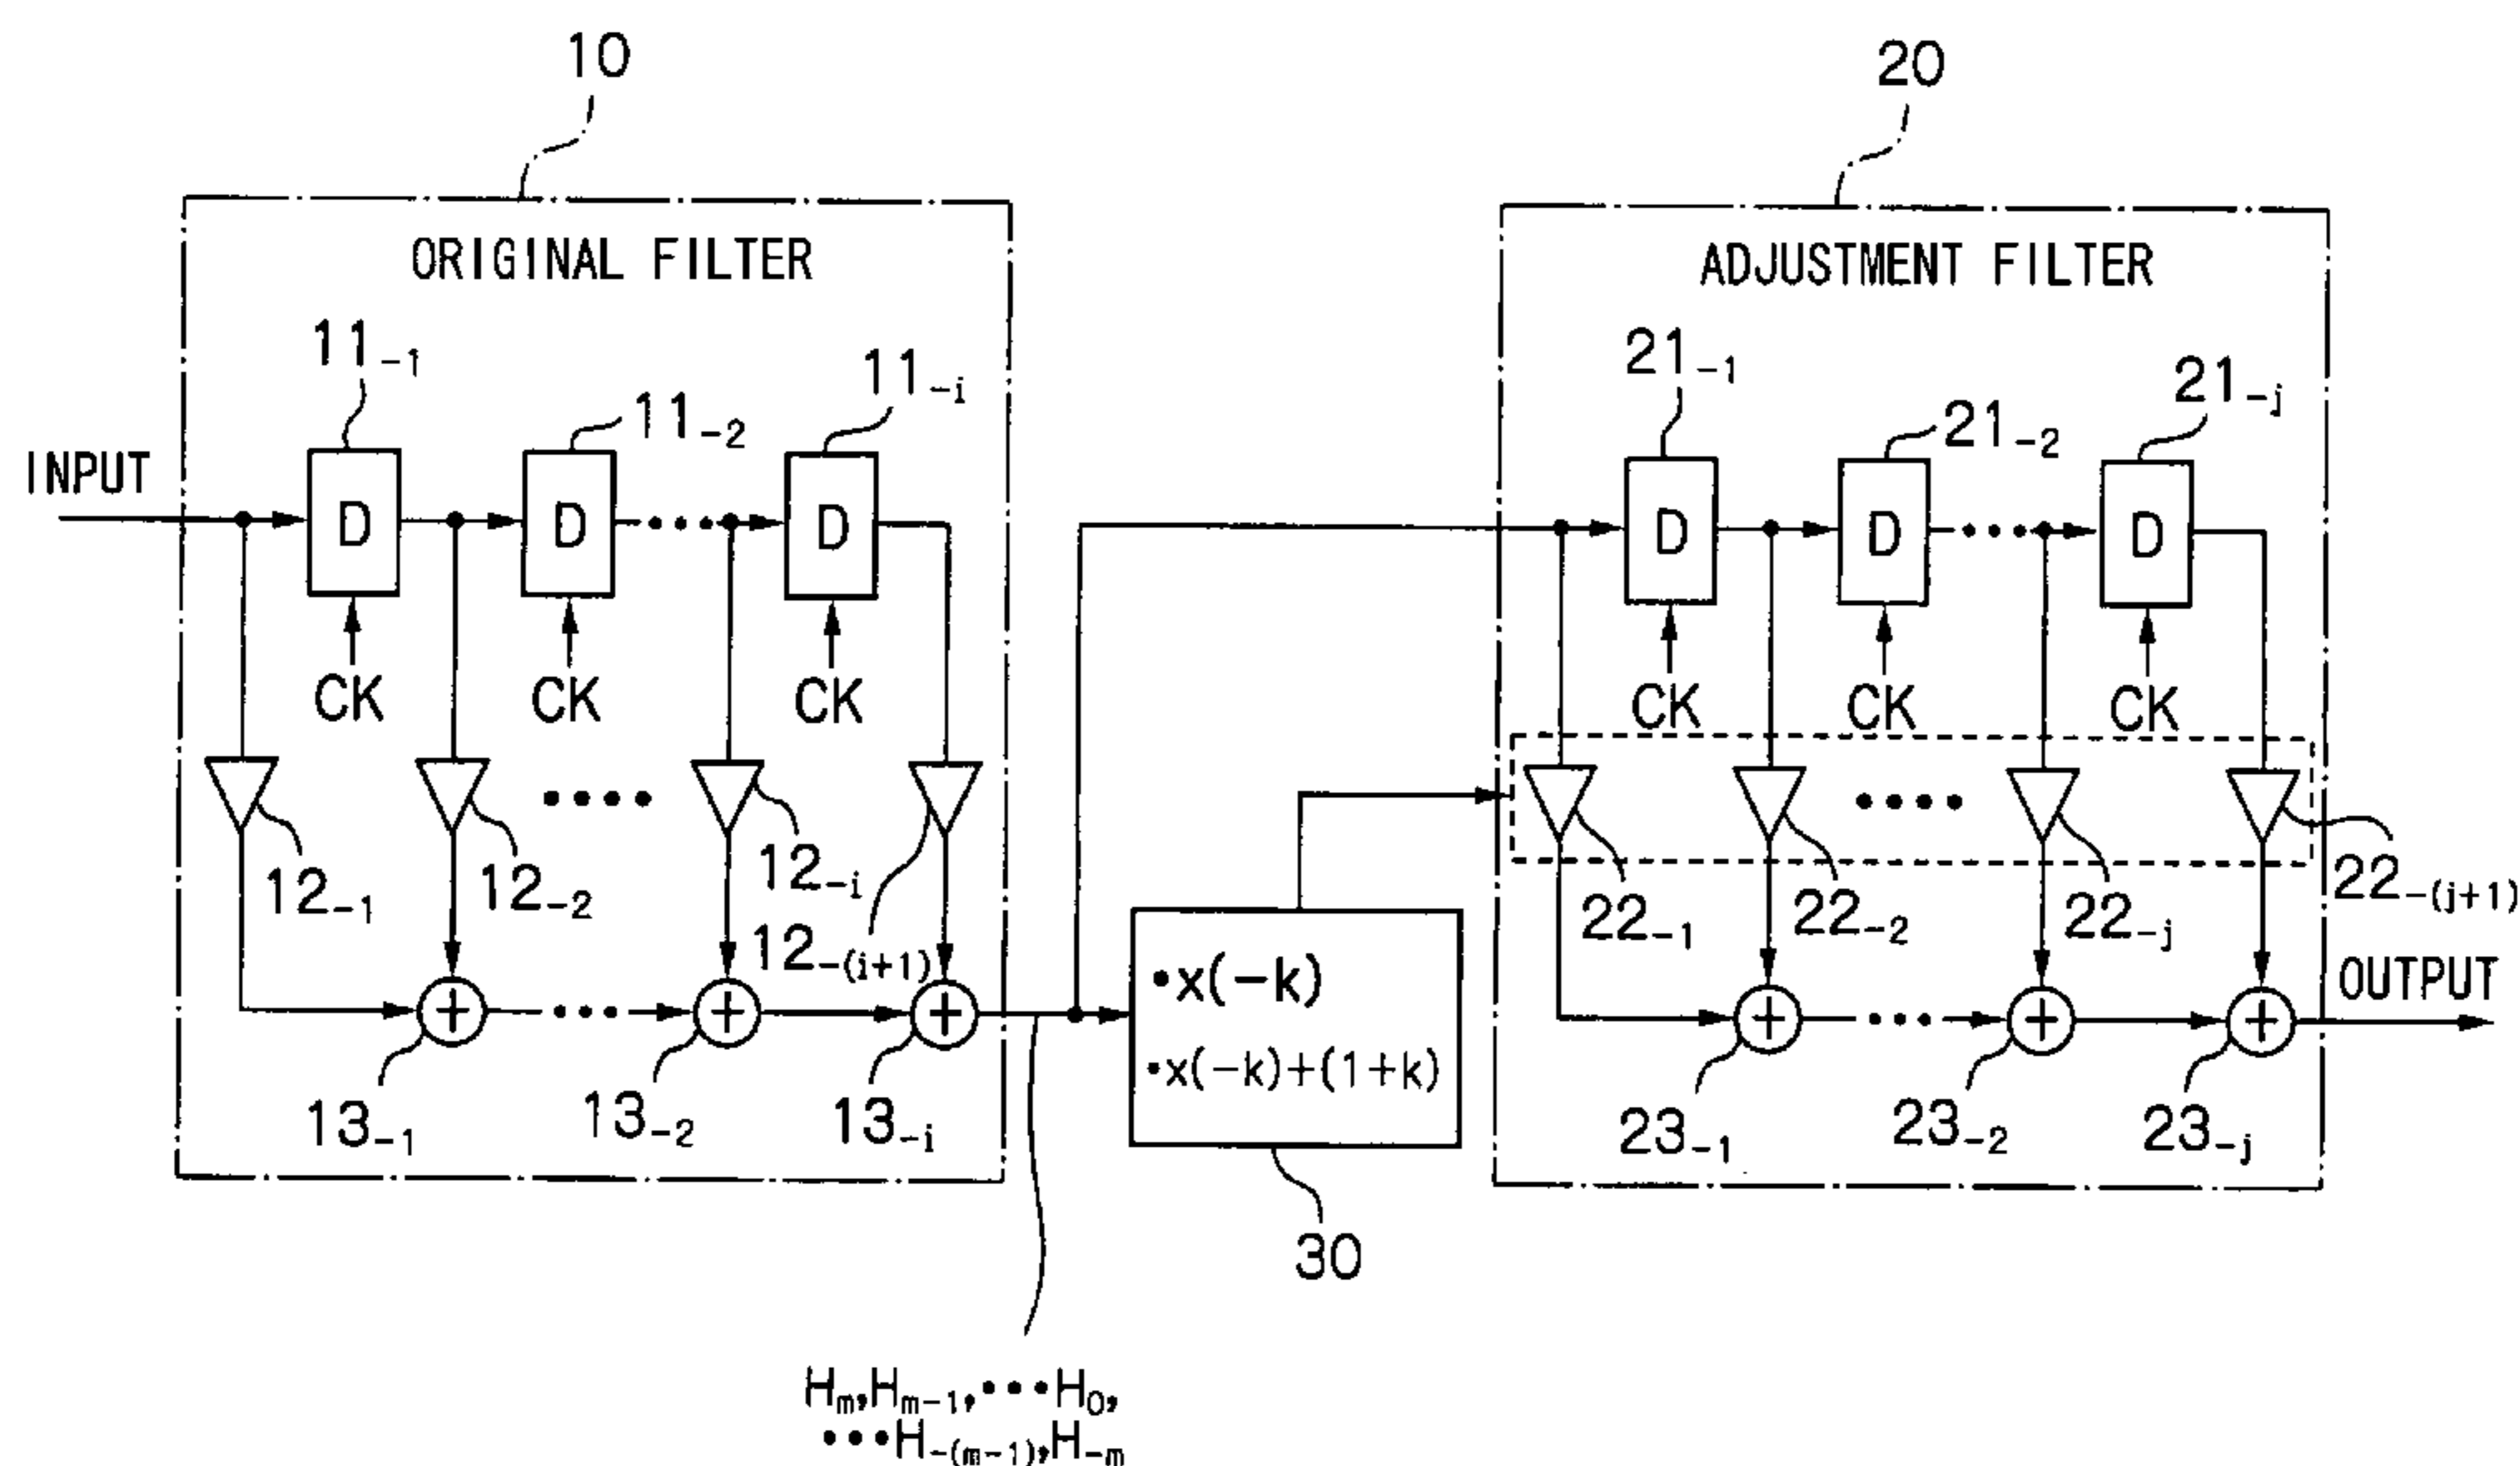 10
20
ORIGINAL FILTER
ADJUSTMENT FILTER
11-1
11-2
11-i
21-1
21-2
21-j
INPUT
D
D
D
D
D
D
CK
CK
CK
CK
CK
CK
12-1
12-2
12-i
12-(i+1)
22-1
22-2
22-j
22-(j+1)
•x(-k)
•x(-k)+(1+k)
OUTPUT
+
+
+
+
+
+
13-1
13-2
13-i
23-1
23-2
23-j
30
Hm,Hm-1,•••H0,
•••H-(m-1),H-m